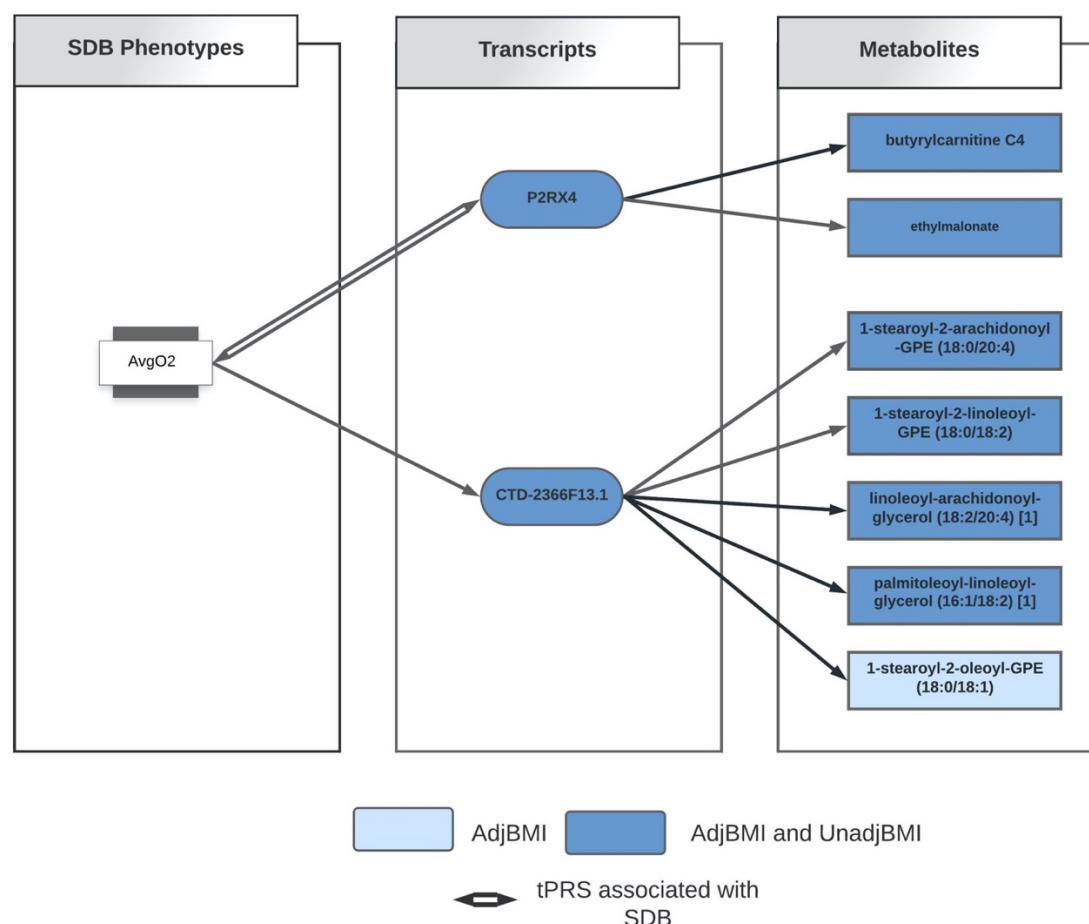 SDB Phenotypes
Transcripts
Metabolites
butyrylcarnitine C4
P2RX4
ethylmalonate
1-stearoyl-2-arachidonoyl
-GPE (18:0/20:4)
AvgO2
1-stearoyl-2-linoleoyl-
GPE (18:0/18:2)
CTD-2366F13.1
linoleoyl-arachidonoyl-
glycerol (18:2/20:4) [1]
palmitoleoyl-linoleoyl-
glycerol (16:1/18:2) [1]
1-stearoyl-2-oleoyl-GPE
(18:0/18:1)
AdjBMI
AdjBMI and UnadjBMI
tPRS associated with
SDB